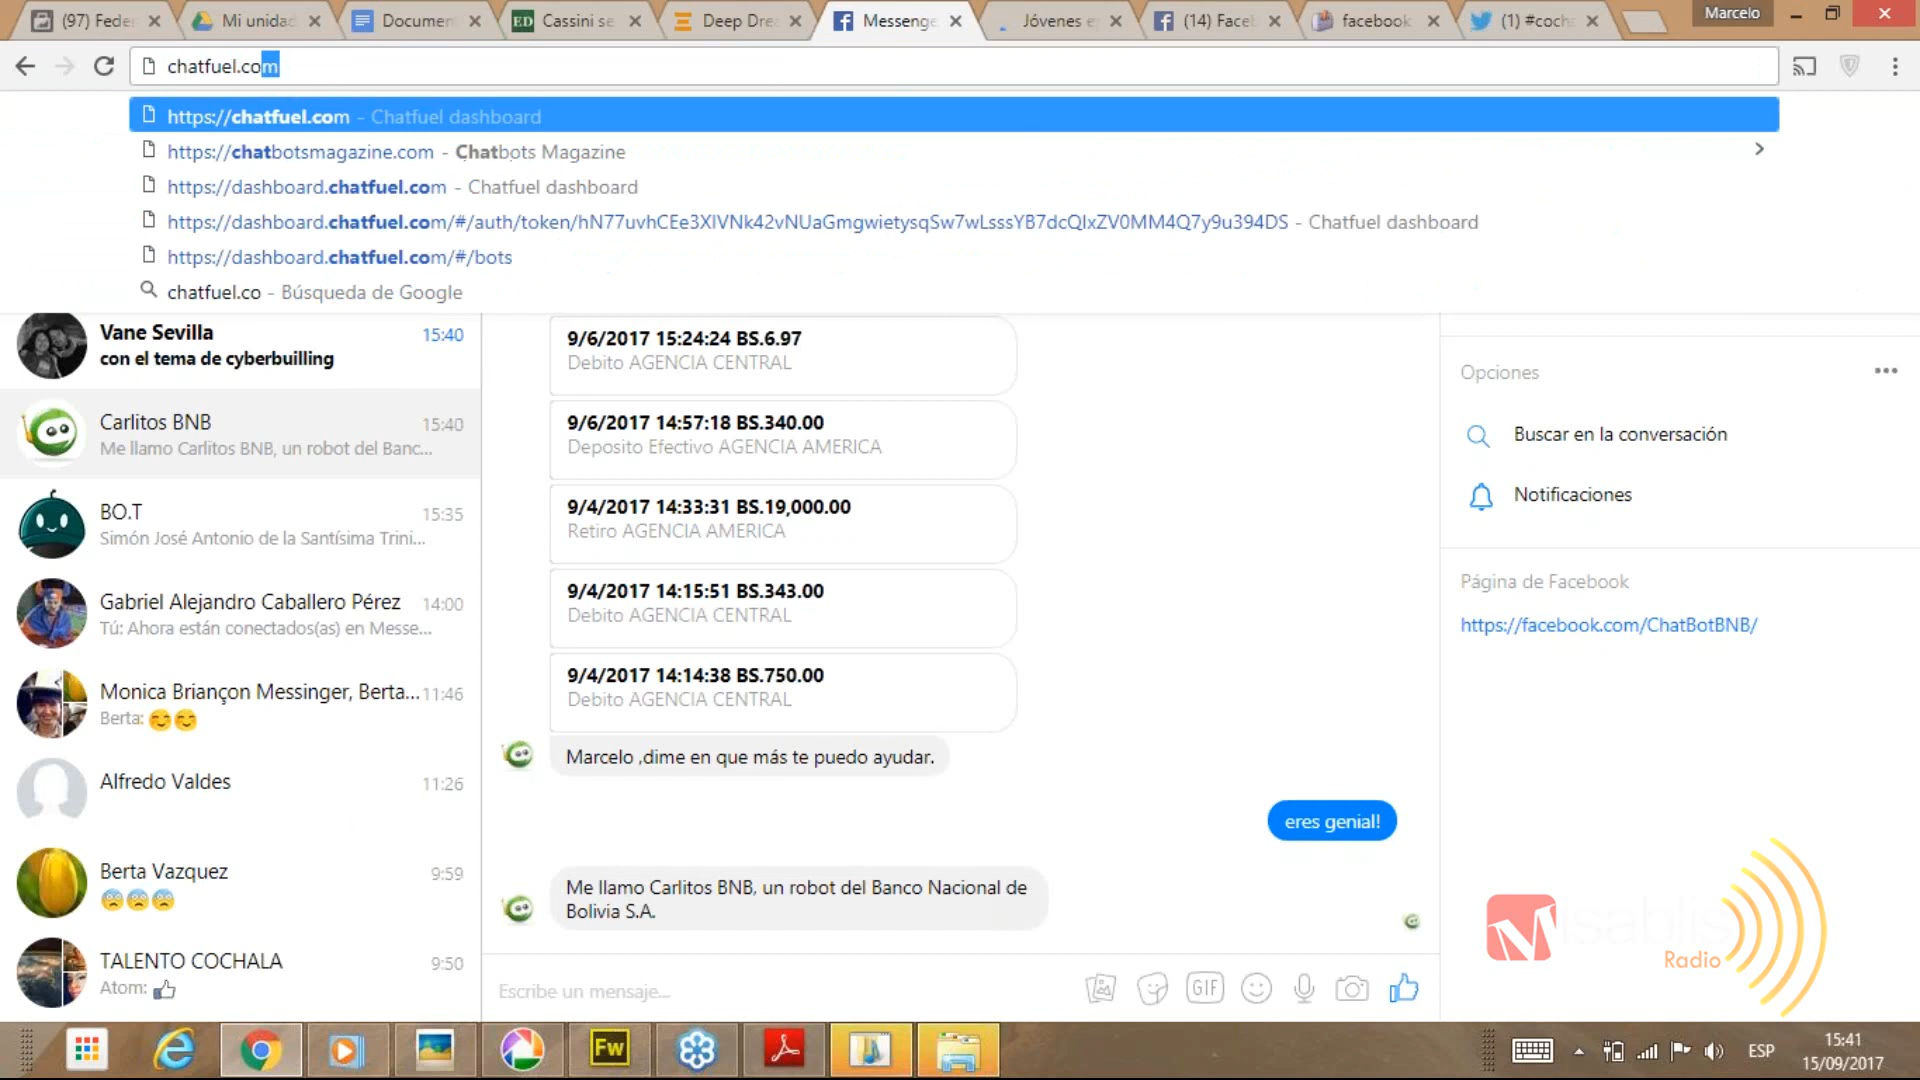 (97) Fede
Mi unidad
Documen
Cassini se
Deep Dre
Messenge
Jóvenes e
(14) Faceb
facebook
(1) #coch
Marcelo
chatfuel.com
https://chatfuel.com - Chatfuel dashboard
https://chatbotsmagazine.com - Chatbots Magazine
https://dashboard.chatfuel.com - Chatfuel dashboard
https://dashboard.chatfuel.com/#/auth/token/hN77uvhCEe3XlVNk42vNUaGmgwietysqSw7wLsssYB7dcQlxZV0MM4Q7y9u394DS - Chatfuel dashboard
https://dashboard.chatfuel.com/#/bots
chatfuel.co - Búsqueda de Google
Vane Sevilla 15:40
con el tema de cyberbuilling
Carlitos BNB 15:40
Me llamo Carlitos BNB, un robot del Banc...
BO.T 15:35
Simón José Antonio de la Santísima Trini...
Gabriel Alejandro Caballero Pérez 14:00
Tú: Ahora están conectados(as) en Messe...
Monica Briançon Messinger, Berta... 11:46
Berta:
Alfredo Valdes 11:26
Berta Vazquez 9:59
TALENTO COCHALA 9:50
Atom:
9/6/2017 15:24:24 BS.6.97
Debito AGENCIA CENTRAL
9/6/2017 14:57:18 BS.340.00
Deposito Efectivo AGENCIA AMERICA
9/4/2017 14:33:31 BS.19,000.00
Retiro AGENCIA AMERICA
9/4/2017 14:15:51 BS.343.00
Debito AGENCIA CENTRAL
9/4/2017 14:14:38 BS.750.00
Debito AGENCIA CENTRAL
Marcelo ,dime en que más te puedo ayudar.
eres genial!
Me llamo Carlitos BNB, un robot del Banco Nacional de
Bolivia S.A.
Escribe un mensaje...
GIF
Opciones
Buscar en la conversación
Notificaciones
Página de Facebook
https://facebook.com/ChatBotBNB/
Misablis
Radio
Fw
ESP
15:41
15/09/2017